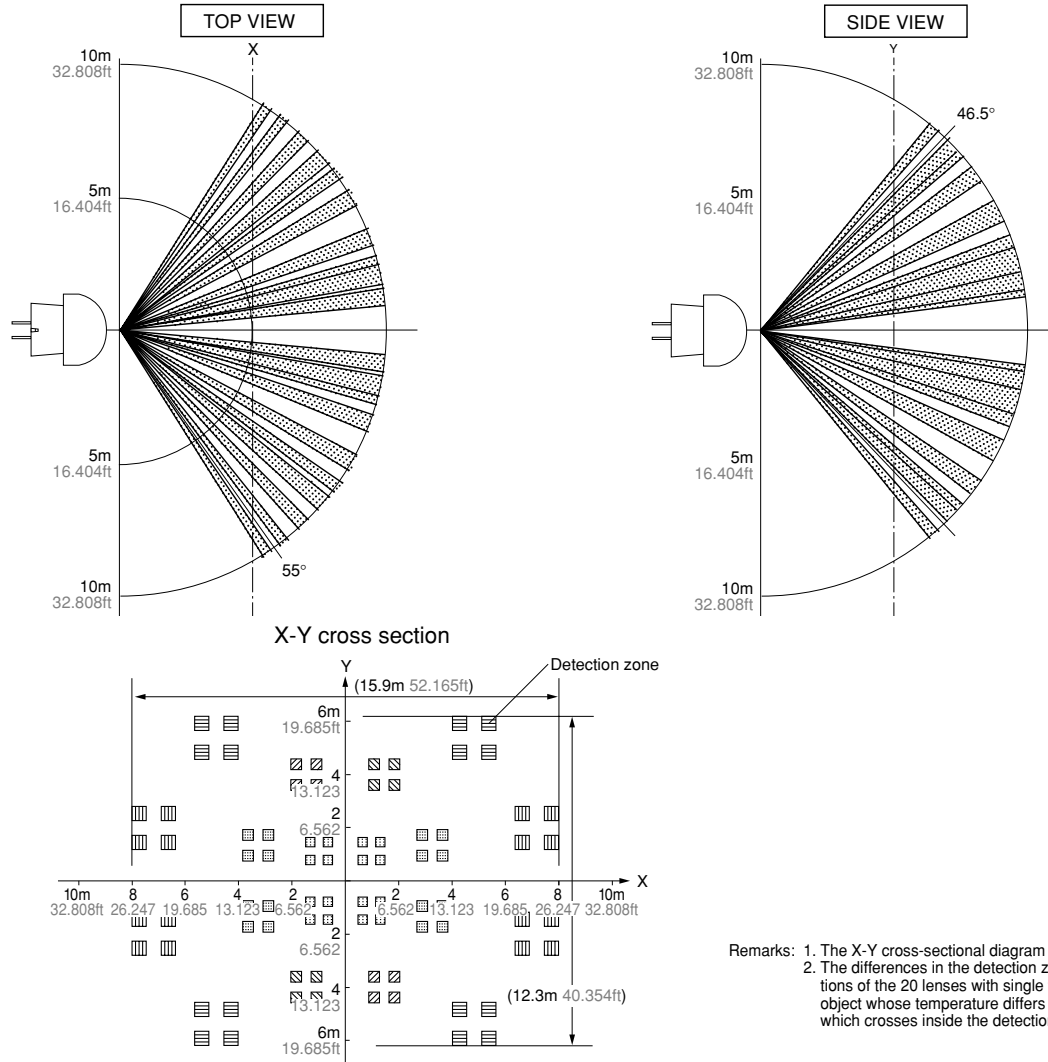 TOP VIEW
X
10m
32.808ft
5m
16.404ft
5m
16.404ft
10m
32.808ft
55°
SIDE VIEW
Y
10m
32.808ft
46.5°
5m
16.404ft
5m
16.404ft
10m
32.808ft
X-Y cross section
Y
Detection zone
(15.9m 52.165ft)
6m
19.685ft
4
13.123
2
6.562
X
10m 8 6 4 2 2 4 6 8 10m
32.808ft 26.247 19.685 13.123 6.562 6.562 13.123 19.685 26.247 32.808ft
2
6.562
4
13.123
(12.3m 40.354ft)
6m
19.685ft
Remarks: 1. The X-Y cross-sectional diagram
2. The differences in the detection z
tions of the 20 lenses with single
object whose temperature differs
which crosses inside the detection